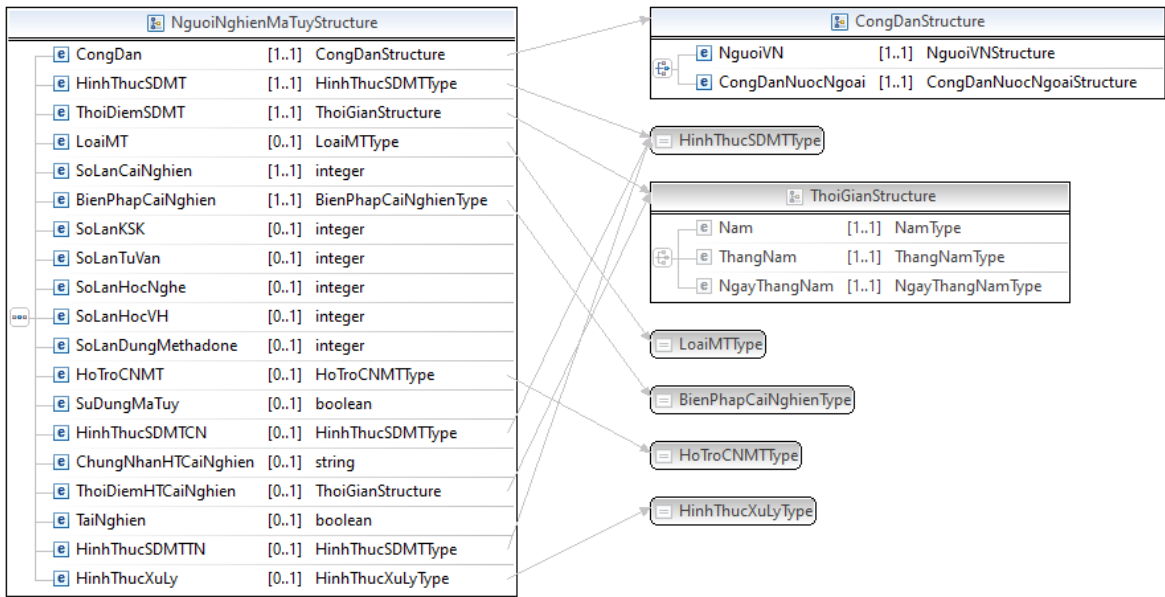 NguoiNghienMaTuyStructure
CongDan [1..1] CongDanStructure
HinhThucSDMT [1..1] HinhThucSDMTType
ThoiDiemSDMT [1..1] ThoiGianStructure
LoaiMT [0..1] LoaiMTType
SoLanCaiNghien [1..1] integer
BienPhapCaiNghien [1..1] BienPhapCaiNghienType
SoLanKSK [0..1] integer
SoLanTuVan [0..1] integer
SoLanHocNghe [0..1] integer
SoLanHocVH [0..1] integer
SoLanDungMethadone [0..1] integer
HoTroCNMT [0..1] HoTroCNMTType
SuDungMaTuy [0..1] boolean
HinhThucSDMTCN [0..1] HinhThucSDMTType
ChungNhanHTCaiNghien [0..1] string
ThoiDiemHTCaiNghien [0..1] ThoiGianStructure
TaiNghien [0..1] boolean
HinhThucSDMTTN [0..1] HinhThucSDMTType
HinhThucXuLy [0..1] HinhThucXuLyType
CongDanStructure
NguoiVN [1..1] NguoiVNStructure
CongDanNuocNgoai [1..1] CongDanNuocNgoaiStructure
HinhThucSDMTType
ThoiGianStructure
Nam [1..1] NamType
ThangNam [1..1] ThangNamType
NgayThangNam [1..1] NgayThangNamType
LoaiMTType
BienPhapCaiNghienType
HoTroCNMTType
HinhThucXuLyType